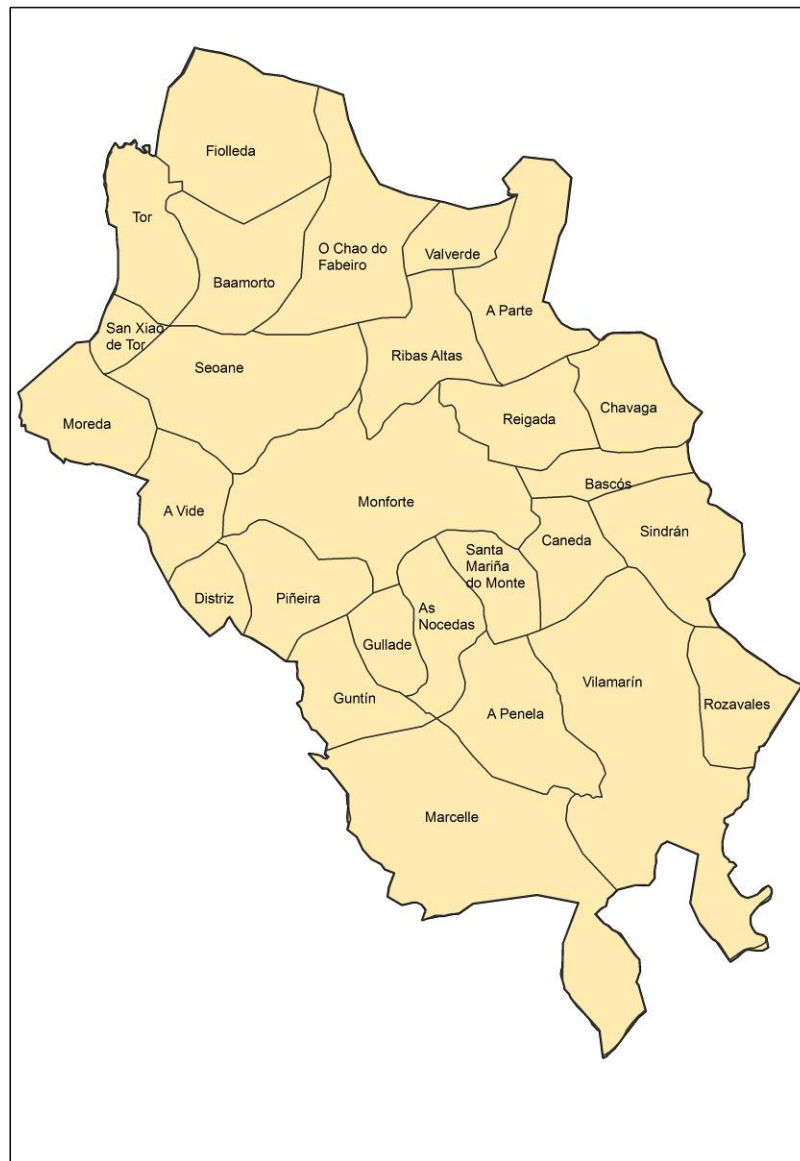 Fiolleda
Tor
O Chao do
Fabeiro
Valverde
Baamorto
A Parte
San Xiao
de Tor
Seoane
Ribas Altas
Chavaga
Moreda
Reigada
Bascós
Monforte
A Vide
Sindrán
Caneda
Santa
Mariña
do Monte
Distriz
Piñeira
As
Nocedas
Gullade
Vilamarín
Guntín
Rozavales
A Penela
Marcelle